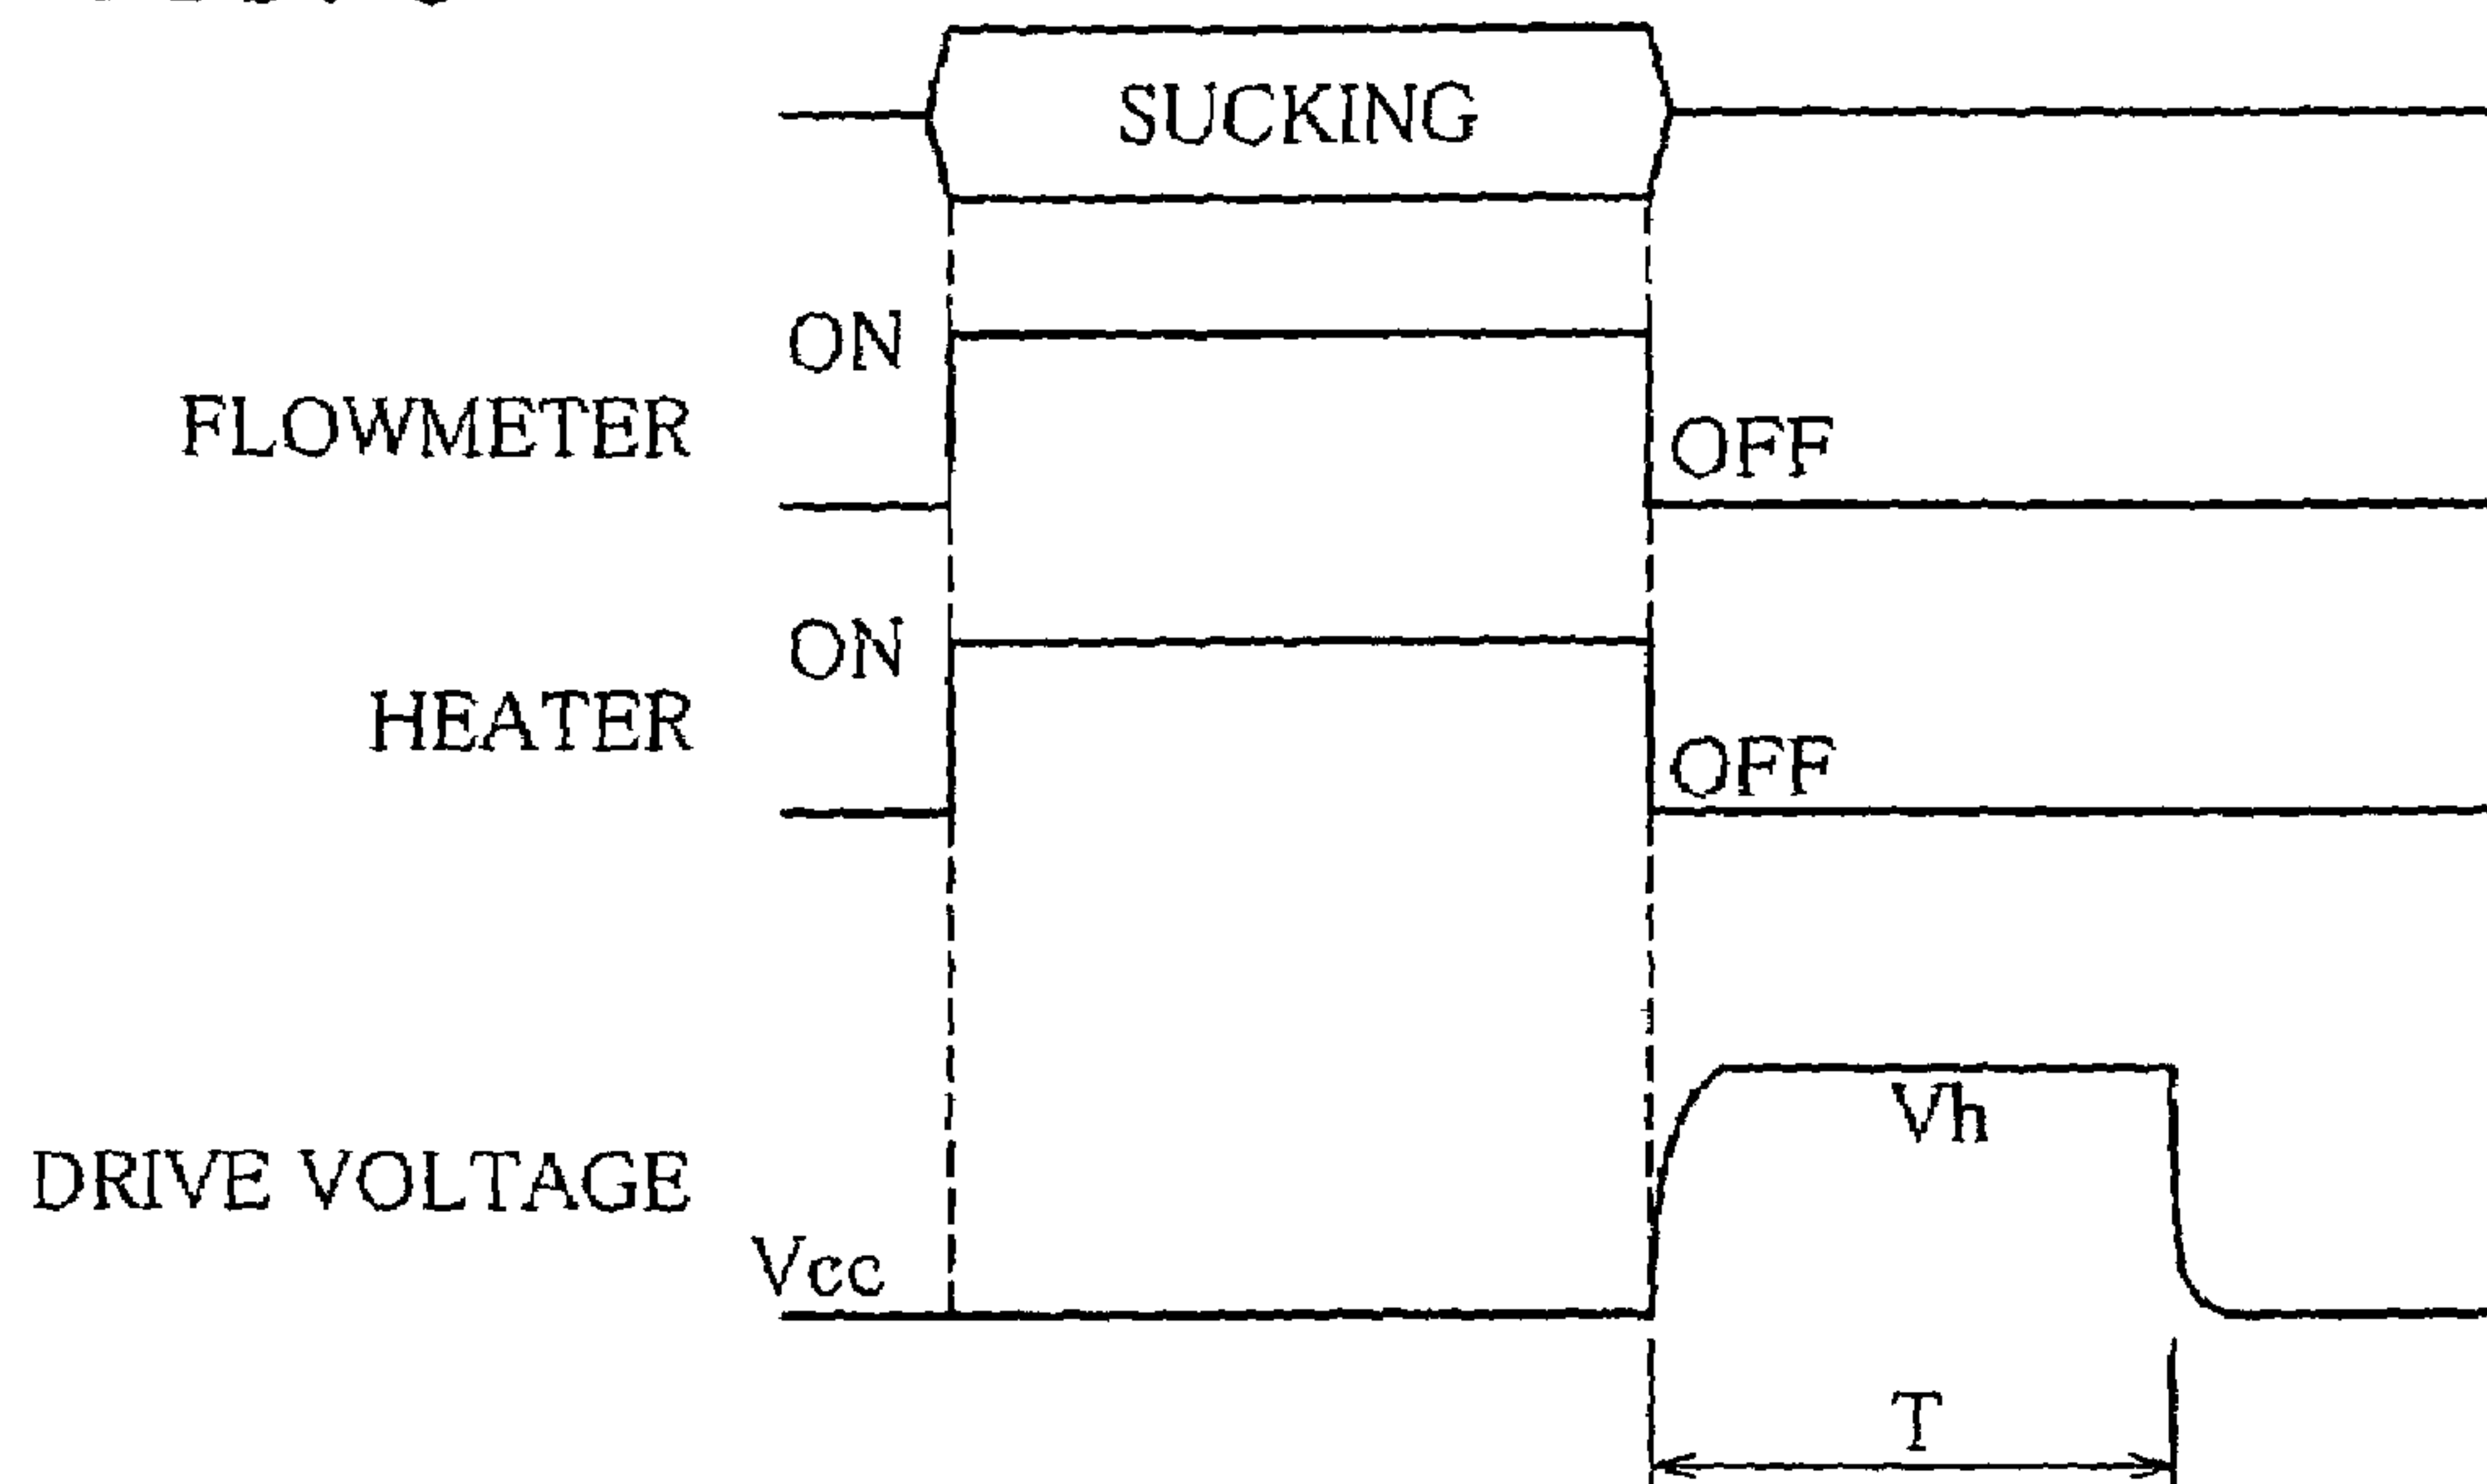 SUCKING
ON
FLOWMETER
OFF
ON
HEATER
OFF
Vh
DRIVE VOLTAGE
Vcc
T